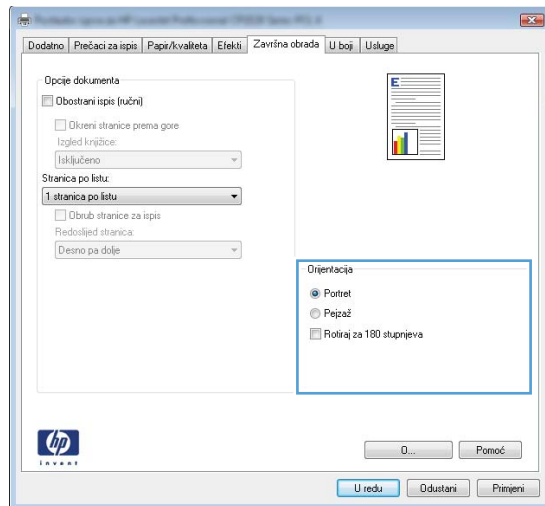 Dodatno Prečaci za ispis Papir/kvaliteta Efekti Završna obrada U boji Usluge
Opcije dokumenta
Obostrani ispis (ručni)
Okreni stranice prema gore
Izgled knjižice:
Isključeno
Stranica po listu:
1 stranica po listu
Obrub stranice za ispis
Redoslijed stranica:
Desno pa dolje
E
Orijentacija
Portret
Pejzaž
Rotiraj za 180 stupnjeva
hp
invent
O... Pomoć
U redu Odustani Primjeni